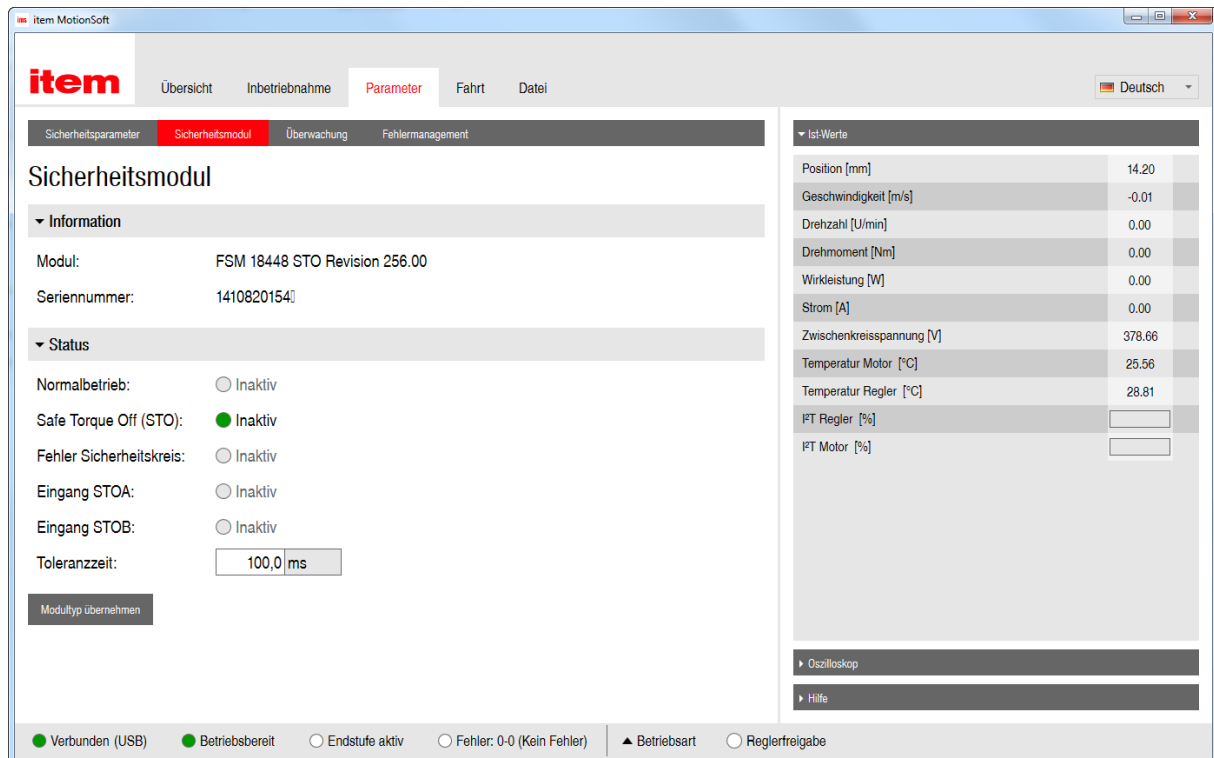 item MotionSoft
item
Übersicht Inbetriebnahme Parameter Fahrt Datei
Deutsch
Sicherheitsparameter Sicherheitsmodul Überwachung Fehlermanagement
Sicherheitsmodul
Information
Modul: FSM 18448 STO Revision 256.00
Seriennummer: 1410820154
Status
Normalbetrieb: Inaktiv
Safe Torque Off (STO): Inaktiv
Fehler Sicherheitskreis: Inaktiv
Eingang STOA: Inaktiv
Eingang STOB: Inaktiv
Toleranzzeit: 100,0 ms
Modultyp übernehmen
Ist-Werte
Position [mm] 14.20
Geschwindigkeit [m/s] -0.01
Drehzahl [U/min] 0.00
Drehmoment [Nm] 0.00
Wirkleistung [W] 0.00
Strom [A] 0.00
Zwischenkreisspannung [V] 378.66
Temperatur Motor [°C] 25.56
Temperatur Regler [°C] 28.81
I²T Regler [%]
I²T Motor [%]
Oszilloskop
Hilfe
Verbunden (USB) Betriebsbereit Endstufe aktiv Fehler: 0-0 (Kein Fehler) Betriebsart Reglerfreigabe